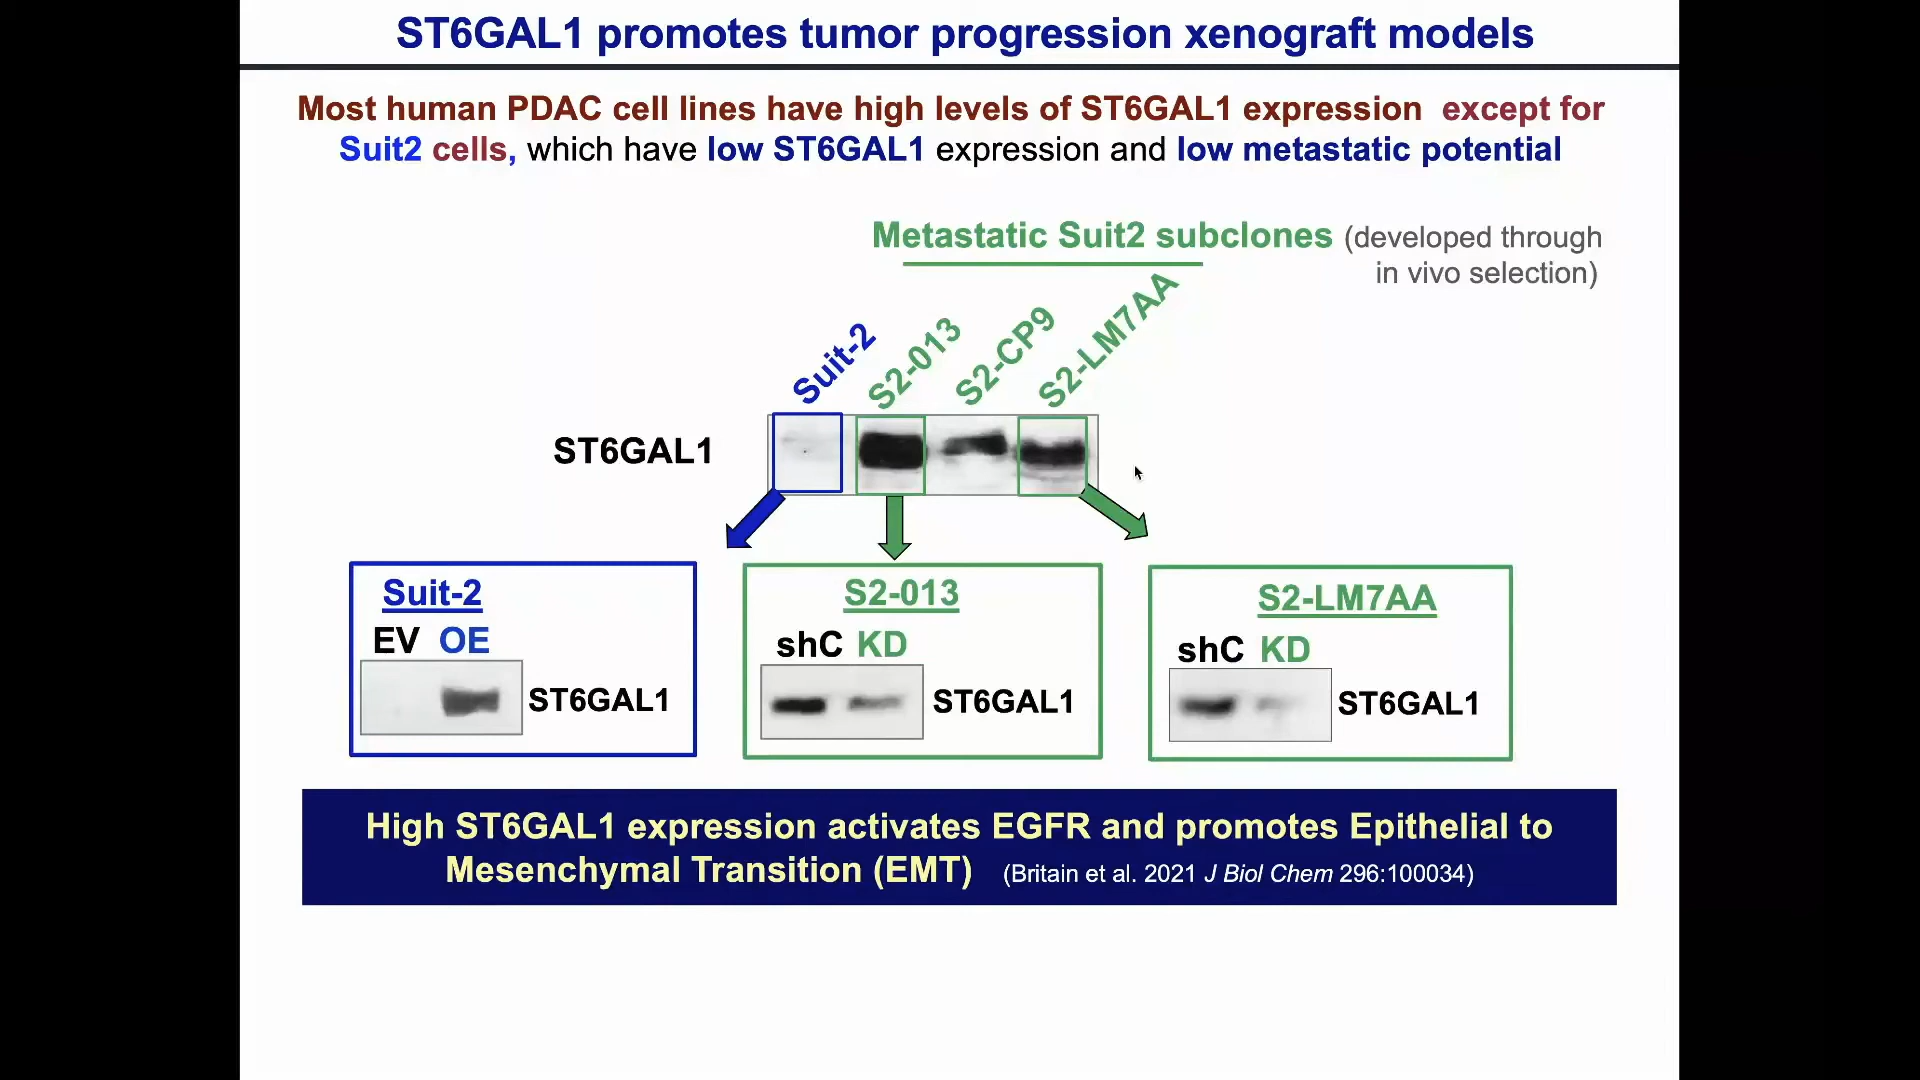 ST6GAL1 promotes tumor progression xenograft models
Most human PDAC cell lines have high levels of ST6GAL1 expression except for
Suit2 cells, which have low ST6GAL1 expression and low metastatic potential
Metastatic Suit2 subclones (developed through
in vivo selection)
Suit-2
S2-013
S2-CP9
S2-LM7AA
ST6GAL1
Suit-2
EV OE
ST6GAL1
S2-013
shC KD
ST6GAL1
S2-LM7AA
shC KD
ST6GAL1
High ST6GAL1 expression activates EGFR and promotes Epithelial to
Mesenchymal Transition (EMT) (Britain et al. 2021 J Biol Chem 296:100034)